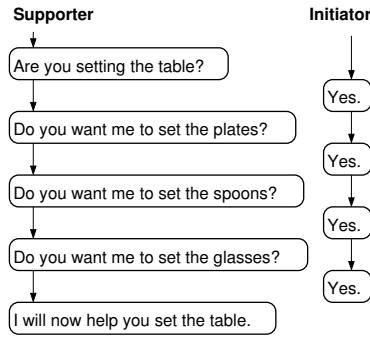 Supporter
Initiator
Are you setting the table?
Yes.
Do you want me to set the plates?
Yes.
Do you want me to set the spoons?
Yes.
Do you want me to set the glasses?
Yes.
I will now help you set the table.